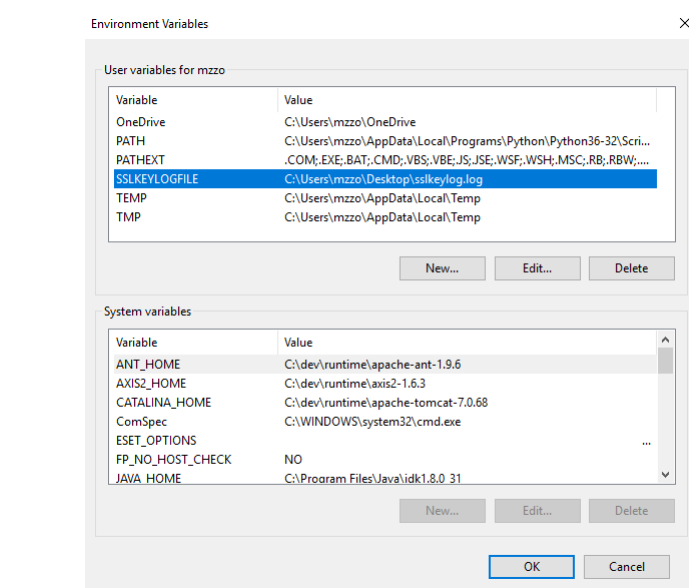 Environment Variables
User variables for mzzo
Variable Value
OneDrive C:\Users\mzzo\OneDrive
PATH C:\Users\mzzo\AppData\Local\Programs\Python\Python36-32\Scri...
PATHEXT .COM;.EXE;.BAT;.CMD;.VBS;.VBE;.JS;.JSE;.WSF;.WSH;.MSC;.RB;.RBW;....
SSLKEYLOGFILE C:\Users\mzzo\Desktop\sslkeylog.log
TEMP C:\Users\mzzo\AppData\Local\Temp
TMP C:\Users\mzzo\AppData\Local\Temp
New... Edit... Delete
System variables
Variable Value
ANT_HOME C:\dev\runtime\apache-ant-1.9.6
AXIS2_HOME C:\dev\runtime\axis2-1.6.3
CATALINA_HOME C:\dev\runtime\apache-tomcat-7.0.68
ComSpec C:\WINDOWS\system32\cmd.exe
ESET_OPTIONS ...
FP_NO_HOST_CHECK NO
JAVA_HOME C:\Program Files\Java\jdk1.8.0_31
New... Edit... Delete
OK Cancel